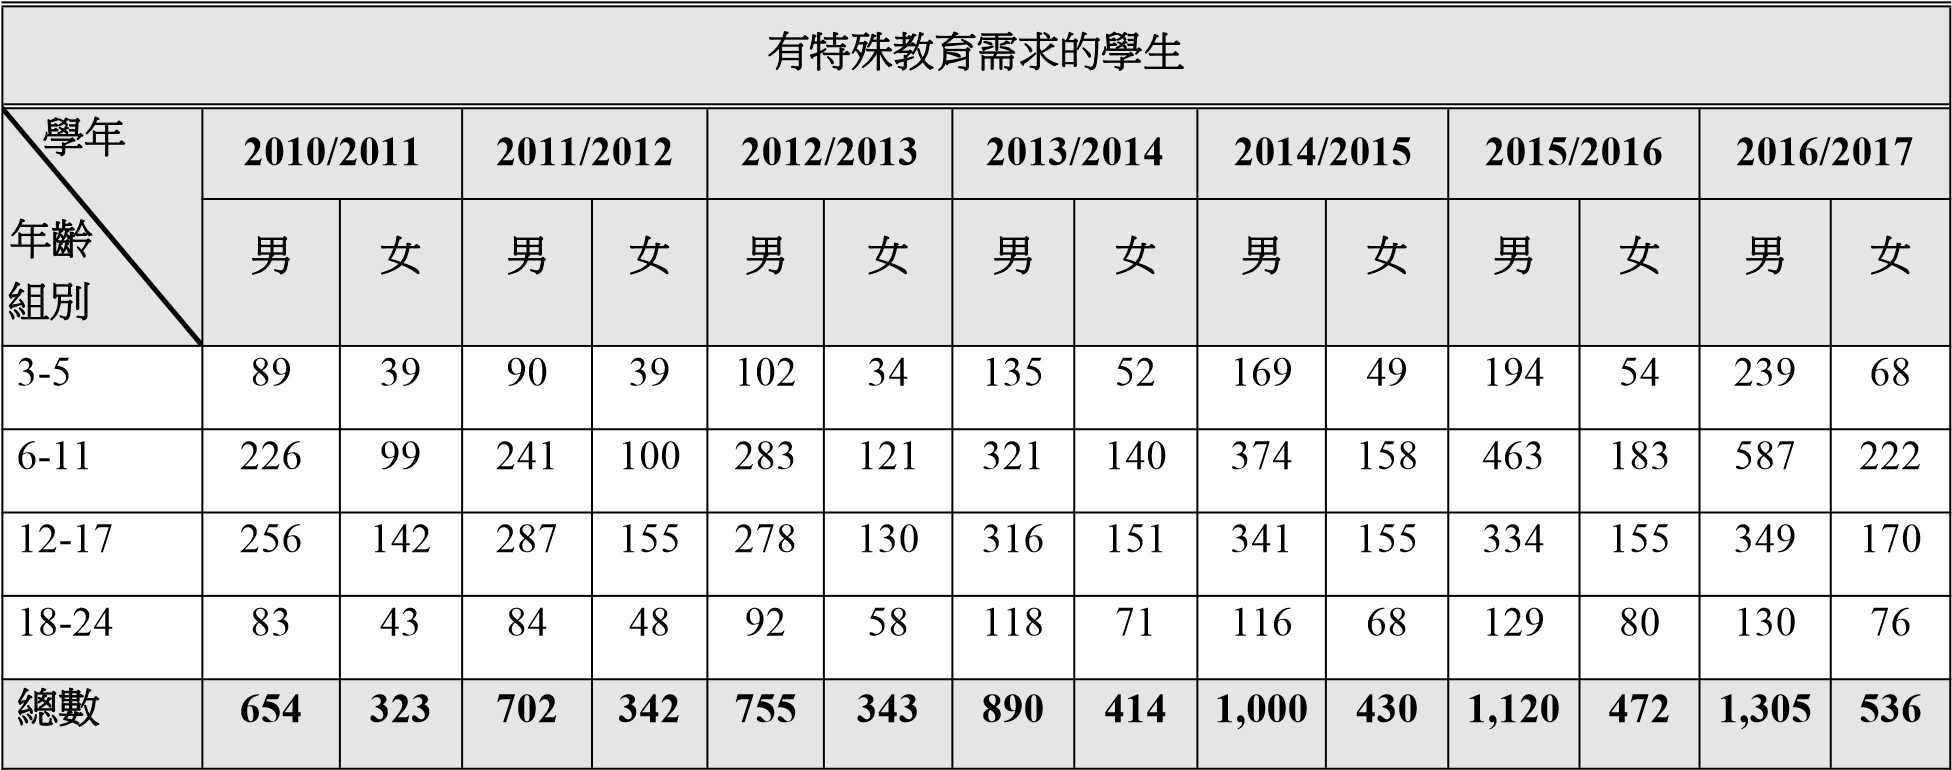 有特殊教育需求的學生
學年 2010/2011 2011/2012 2012/2013 2013/2014 2014/2015 2015/2016 2016/2017
年齡
組別 男 女 男 女 男 女 男 女 男 女 男 女 男 女
3-5 89 39 90 39 102 34 135 52 169 49 194 54 239 68
6-11 226 99 241 100 283 121 321 140 374 158 463 183 587 222
12-17 256 142 287 155 278 130 316 151 341 155 334 155 349 170
18-24 83 43 84 48 92 58 118 71 116 68 129 80 130 76
總數 654 323 702 342 755 343 890 414 1,000 430 1,120 472 1,305 536